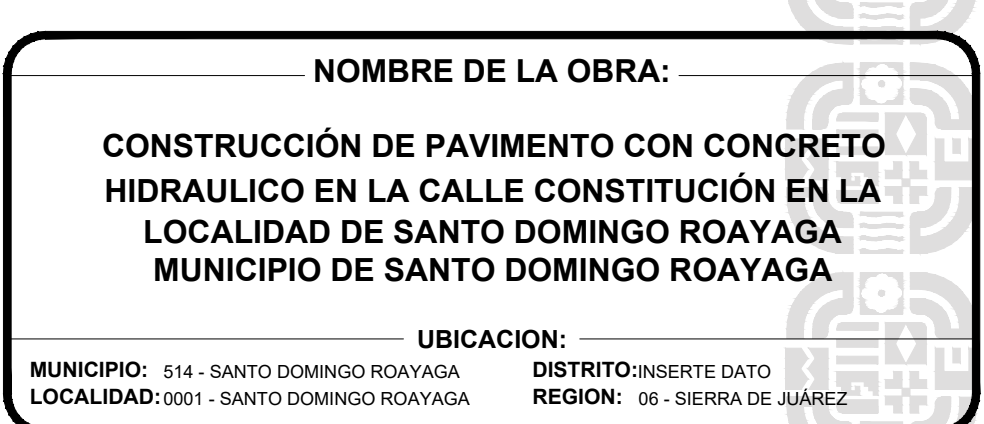 NOMBRE DE LA OBRA:
CONSTRUCCIÓN DE PAVIMENTO CON CONCRETO
HIDRAULICO EN LA CALLE CONSTITUCIÓN EN LA
LOCALIDAD DE SANTO DOMINGO ROAYAGA
MUNICIPIO DE SANTO DOMINGO ROAYAGA
UBICACION:
MUNICIPIO: 514 - SANTO DOMINGO ROAYAGA DISTRITO:INSERTE DATO
LOCALIDAD: 0001 - SANTO DOMINGO ROAYAGA REGION: 06 - SIERRA DE JUÁREZ